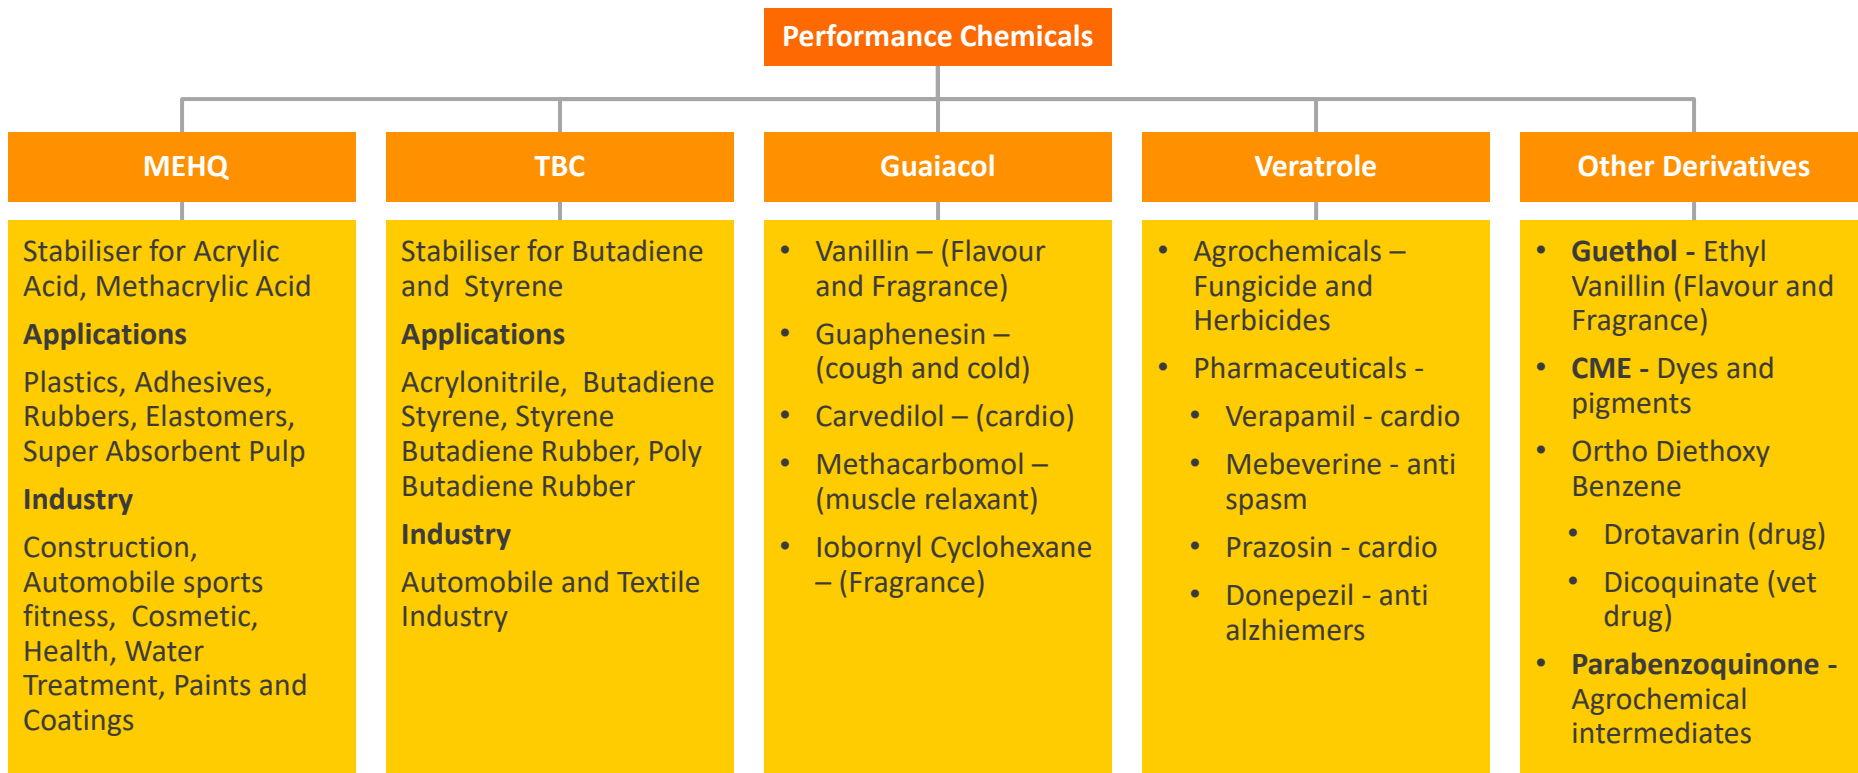 Performance Chemicals
MEHQ
Stabiliser for Acrylic
Acid, Methacrylic Acid
Applications
Plastics, Adhesives,
Rubbers, Elastomers,
Super Absorbent Pulp
Industry
Construction,
Automobile sports
fitness, Cosmetic,
Health, Water
Treatment, Paints and
Coatings
TBC
Stabiliser for Butadiene
and Styrene
Applications
Acrylonitrile, Butadiene
Styrene, Styrene
Butadiene Rubber, Poly
Butadiene Rubber
Industry
Automobile and Textile
Industry
Guaiacol
• Vanillin – (Flavour
and Fragrance)
• Guaphenesin –
(cough and cold)
• Carvedilol – (cardio)
• Methacarbomol –
(muscle relaxant)
• Iobornyl Cyclohexane
– (Fragrance)
Veratrole
• Agrochemicals –
Fungicide and
Herbicides
• Pharmaceuticals -
• Verapamil - cardio
• Mebeverine - anti
spasm
• Prazosin - cardio
• Donepezil - anti
alzhiemers
Other Derivatives
• Guethol - Ethyl
Vanillin (Flavour and
Fragrance)
• CME - Dyes and
pigments
• Ortho Diethoxy
Benzene
• Drotavarin (drug)
• Dicoquinate (vet
drug)
• Parabenzoquinone -
Agrochemical
intermediates